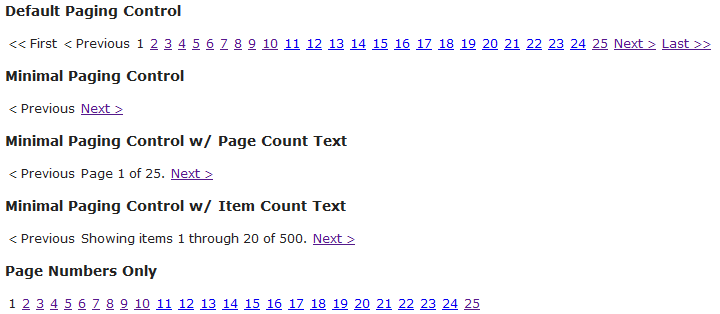 Default Paging Control
<< First < Previous 1 2 3 4 5 6 7 8 9 10 11 12 13 14 15 16 17 18 19 20 21 22 23 24 25 Next > Last >>
Minimal Paging Control
< Previous Next >
Minimal Paging Control w/ Page Count Text
< Previous Page 1 of 25. Next >
Minimal Paging Control w/ Item Count Text
< Previous Showing items 1 through 20 of 500. Next >
Page Numbers Only
1 2 3 4 5 6 7 8 9 10 11 12 13 14 15 16 17 18 19 20 21 22 23 24 25